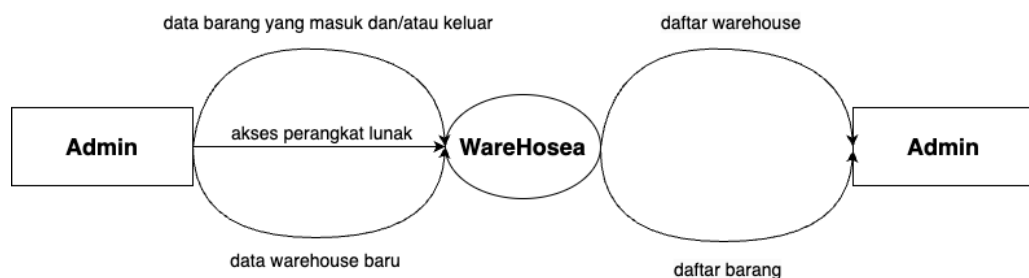 data barang yang masuk dan/atau keluar
daftar warehouse
Admin
akses perangkat lunak
WareHosea
Admin
data warehouse baru
daftar barang